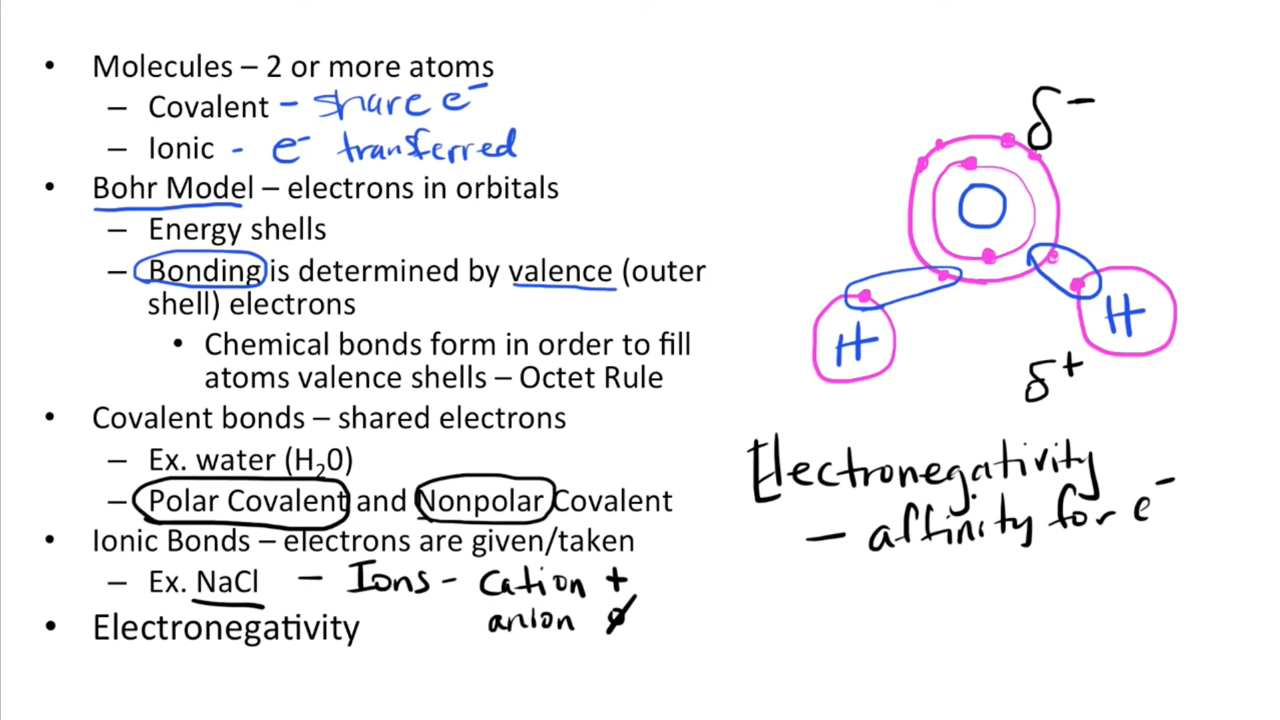 • Molecules – 2 or more atoms
– Covalent – share e⁻
– Ionic - e⁻ transferred
• Bohr Model – electrons in orbitals
– Energy shells
– Bonding is determined by valence (outer
shell) electrons
• Chemical bonds form in order to fill
atoms valence shells – Octet Rule
• Covalent bonds – shared electrons
– Ex. water (H₂0)
– Polar Covalent and Nonpolar Covalent
• Ionic Bonds – electrons are given/taken
– Ex. NaCl – Ions - cation +
anion
• Electronegativity
δ⁻
O
H
H
δ⁺
Electronegativity
– affinity for e⁻